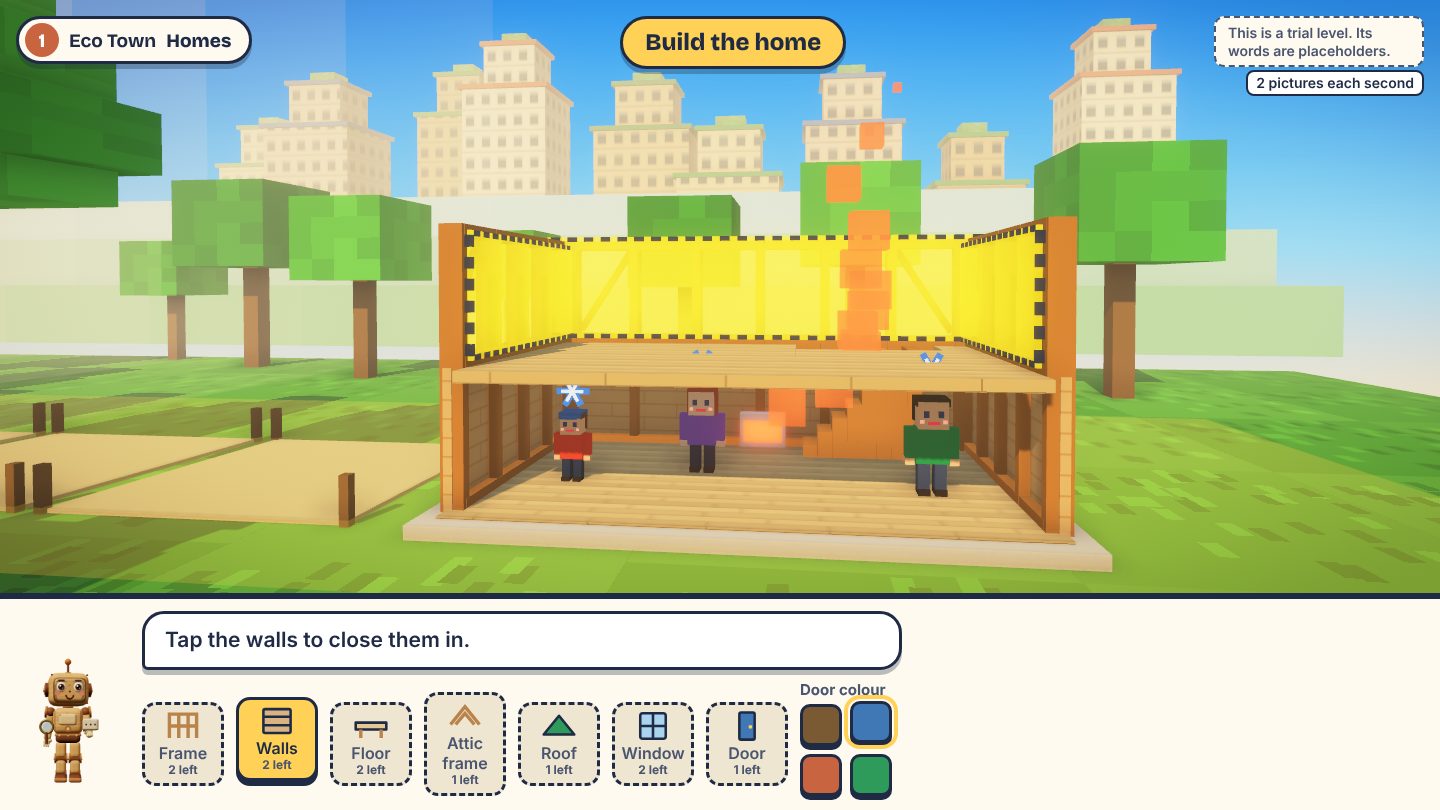 1 Eco Town Homes
Build the home
This is a trial level. Its
words are placeholders.
2 pictures each second
Tap the walls to close them in.
Door colour
Frame
2 left
Walls
2 left
Floor
2 left
Attic
frame
1 left
Roof
1 left
Window
2 left
Door
1 left